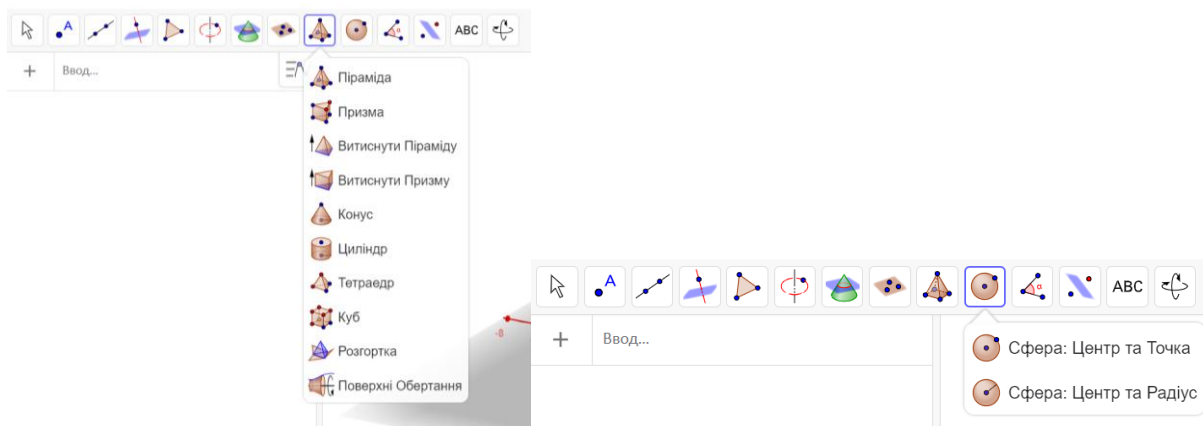 A
ABC
Ввод...
Піраміда
Призма
Витиснути Піраміду
Витиснути Призму
Конус
Циліндр
Тетраедр
Куб
Розгортка
Поверхні Обертання
-8
A
α
ABC
Ввод...
Сфера: Центр та Точка
Сфера: Центр та Радіус